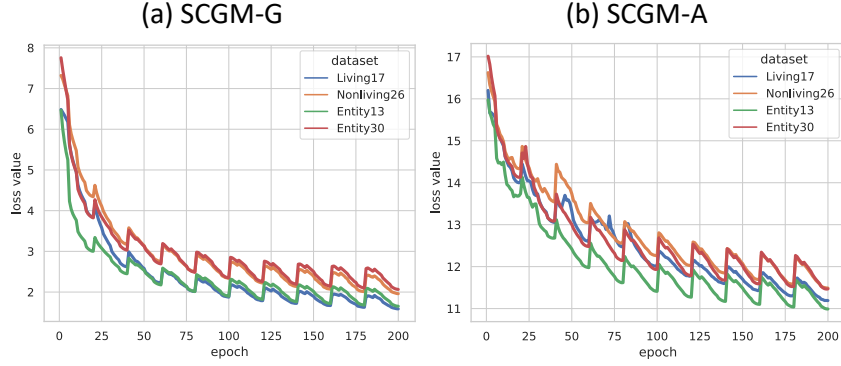 (a) SCGM-G
8
7
6
5
4
3
2
loss value
0
25
50
75
100
125
150
175
200
epoch
dataset
Living17
Nonliving26
Entity13
Entity30
(b) SCGM-A
17
16
15
14
13
12
11
loss value
0
25
50
75
100
125
150
175
200
epoch
dataset
Living17
Nonliving26
Entity13
Entity30